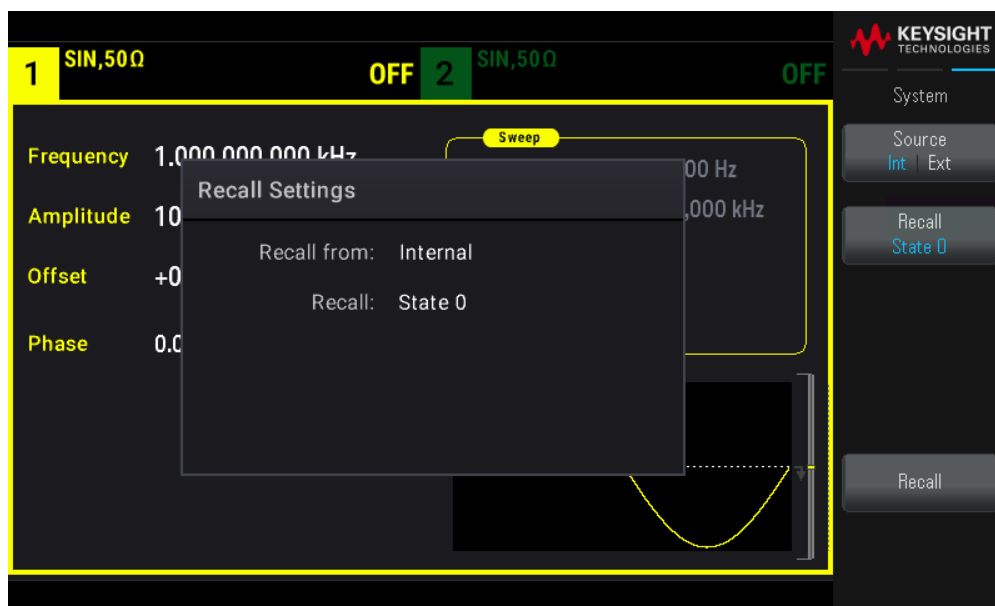 KEYSIGHT
TECHNOLOGIES
1 SIN,50Ω OFF 2 SIN,50Ω OFF
System
Sweep
Source
Int Ext
Frequency 1.000,000,000 kHz
00 Hz
Recall Settings
Amplitude 10
,000 kHz
Recall
State 0
Recall from: Internal
Offset +0
Recall: State 0
Phase 0.0
Recall